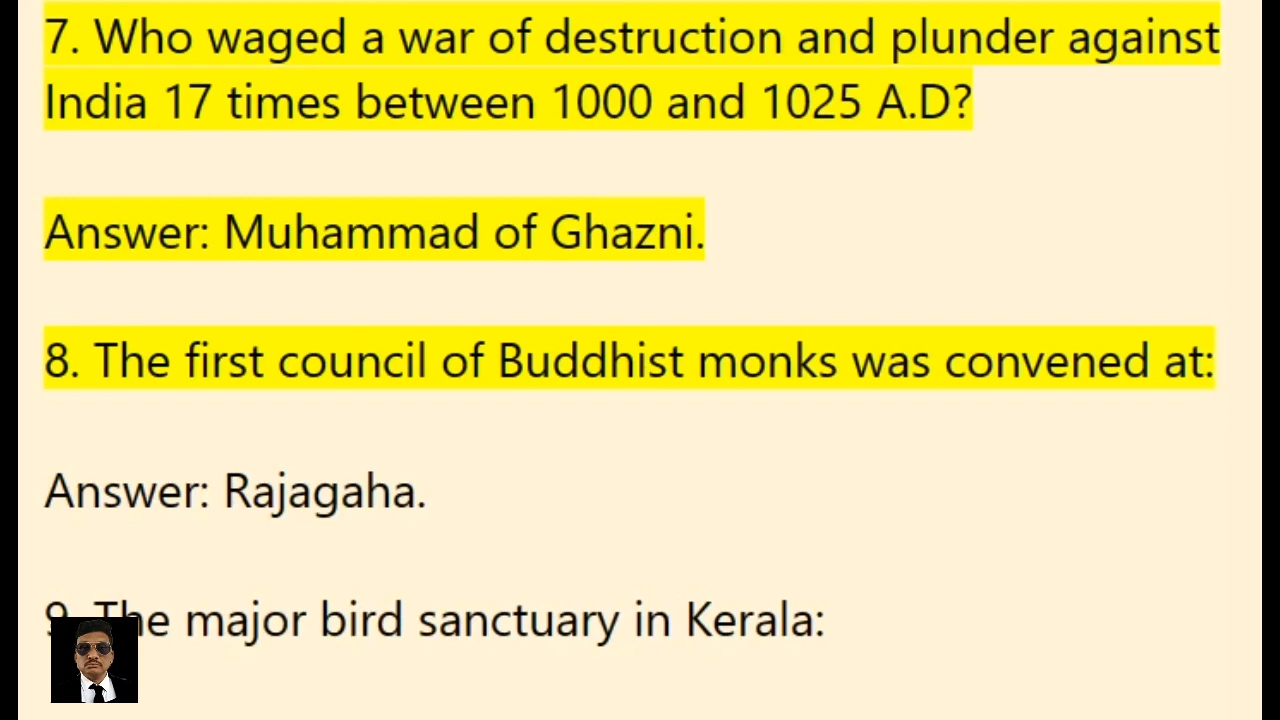 7. Who waged a war of destruction and plunder against
India 17 times between 1000 and 1025 A.D?
Answer: Muhammad of Ghazni.
8. The first council of Buddhist monks was convened at:
Answer: Rajagaha.
9. The major bird sanctuary in Kerala: